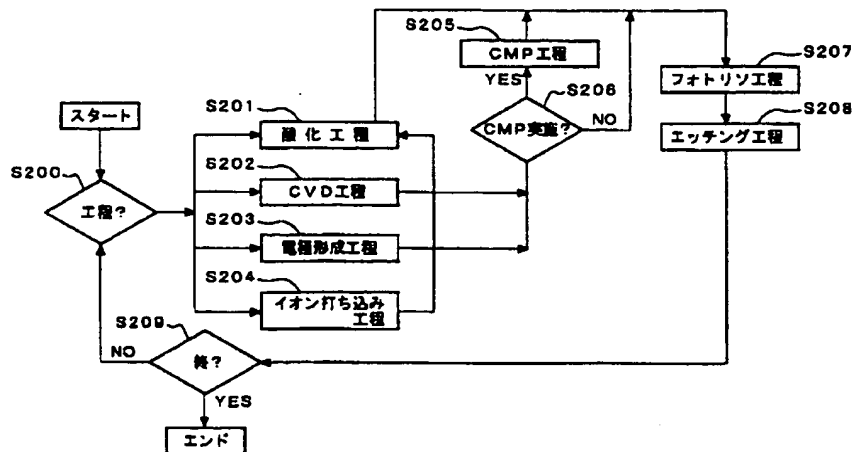 S205
CMP工程
YES
S207
フォトリソ工程
S201
酸化工程
S206
CMP実施?
NO
S208
エッチング工程
スタート
S200
工程?
S202
CVD工程
S203
電極形成工程
S204
イオン打ち込み
工程
S209
終?
NO
YES
エンド